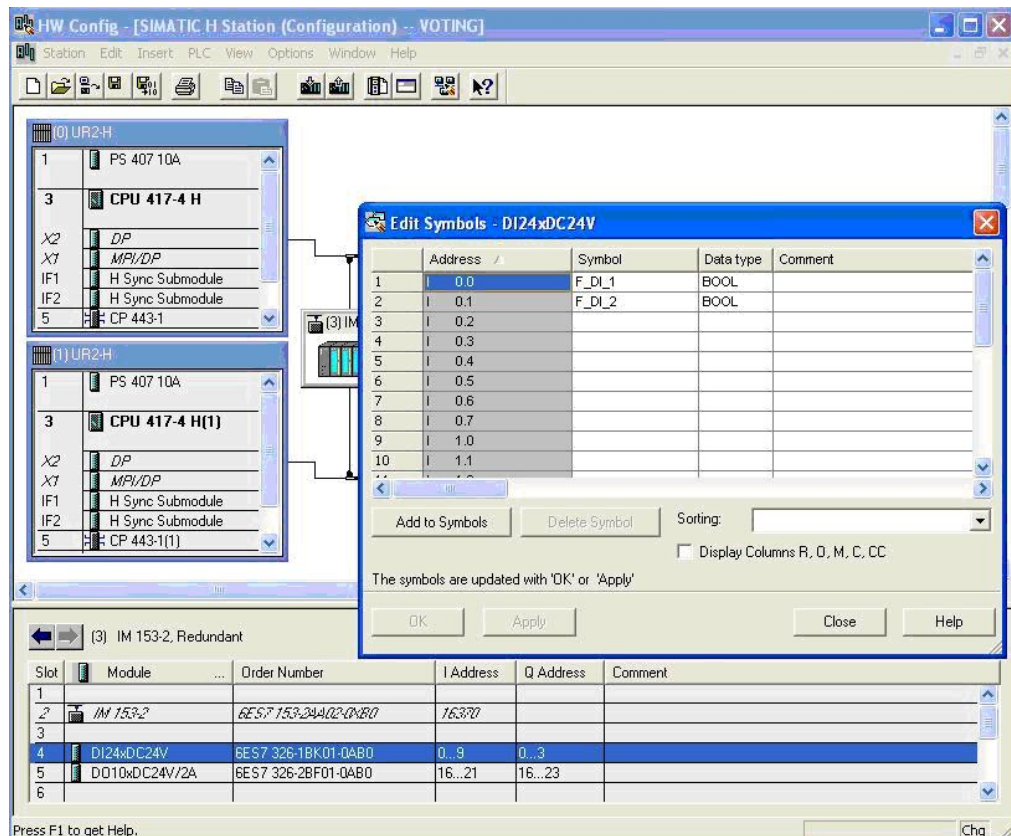 HW Config - [SIMATIC H Station (Configuration) -- VOTING]
Station Edit Insert PLC View Options Window Help
(0) UR2-H
1 PS 407 10A
3 CPU 417-4 H
X2 DP
X1 MPI/DP
IF1 H Sync Submodule
IF2 H Sync Submodule
5 CP 443-1
(1) UR2-H
1 PS 407 10A
3 CPU 417-4 H(1)
X2 DP
X1 MPI/DP
IF1 H Sync Submodule
IF2 H Sync Submodule
5 CP 443-1(1)
(3) IM
Edit Symbols - DI24xDC24V
Address Symbol Data type Comment
1 I 0.0 F_DI_1 BOOL
2 I 0.1 F_DI_2 BOOL
3 I 0.2
4 I 0.3
5 I 0.4
6 I 0.5
7 I 0.6
8 I 0.7
9 I 1.0
10 I 1.1
Add to Symbols Delete Symbol Sorting:
Display Columns R, O, M, C, CC
The symbols are updated with 'OK' or 'Apply'
OK Apply Close Help
(3) IM 153-2, Redundant
Slot Module ... Order Number I Address Q Address Comment
1
2 IM 153-2 6ES7 153-2AA02-0XB0 16370
3
4 DI24xDC24V 6ES7 326-1BK01-0AB0 0...9 0...3
5 DO10xDC24V/2A 6ES7 326-2BF01-0AB0 16...21 16...23
6
Press F1 to get Help.
Chg